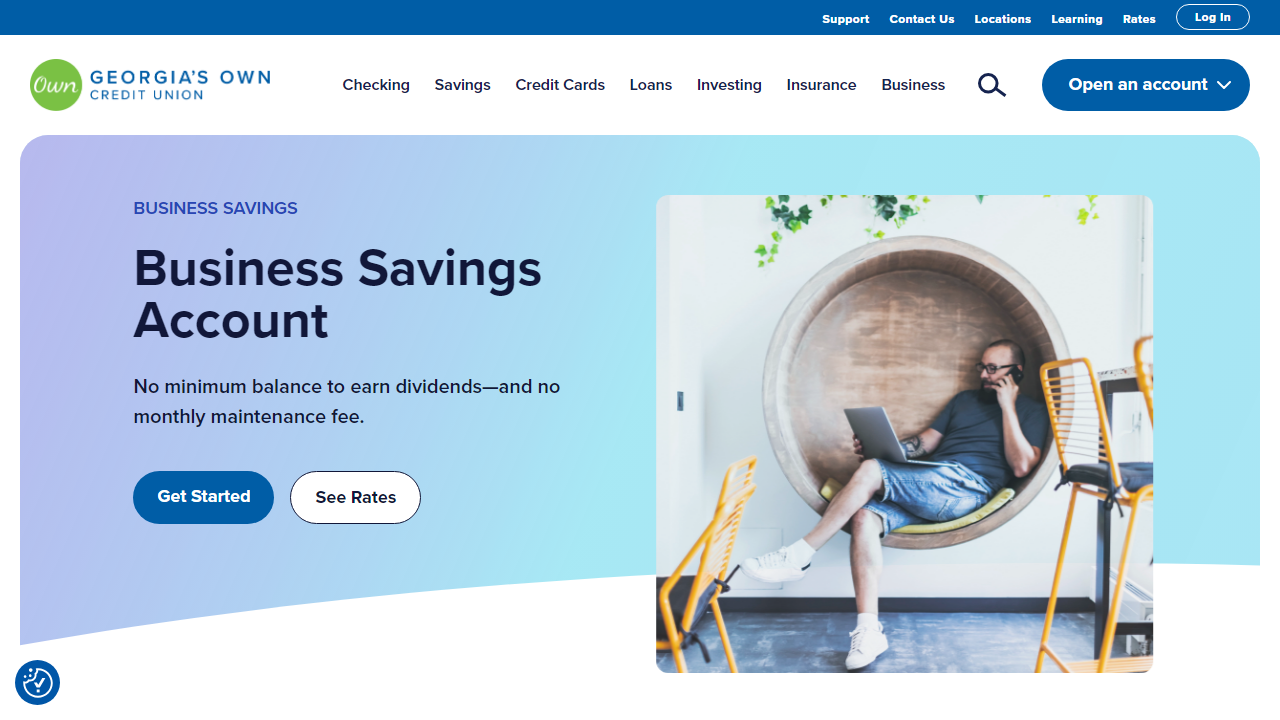 Support Contact Us Locations Learning Rates Log In
Own GEORGIA'S OWN
CREDIT UNION
Checking Savings Credit Cards Loans Investing Insurance Business Open an account
BUSINESS SAVINGS
Business Savings
Account
No minimum balance to earn dividends—and no
monthly maintenance fee.
Get Started See Rates